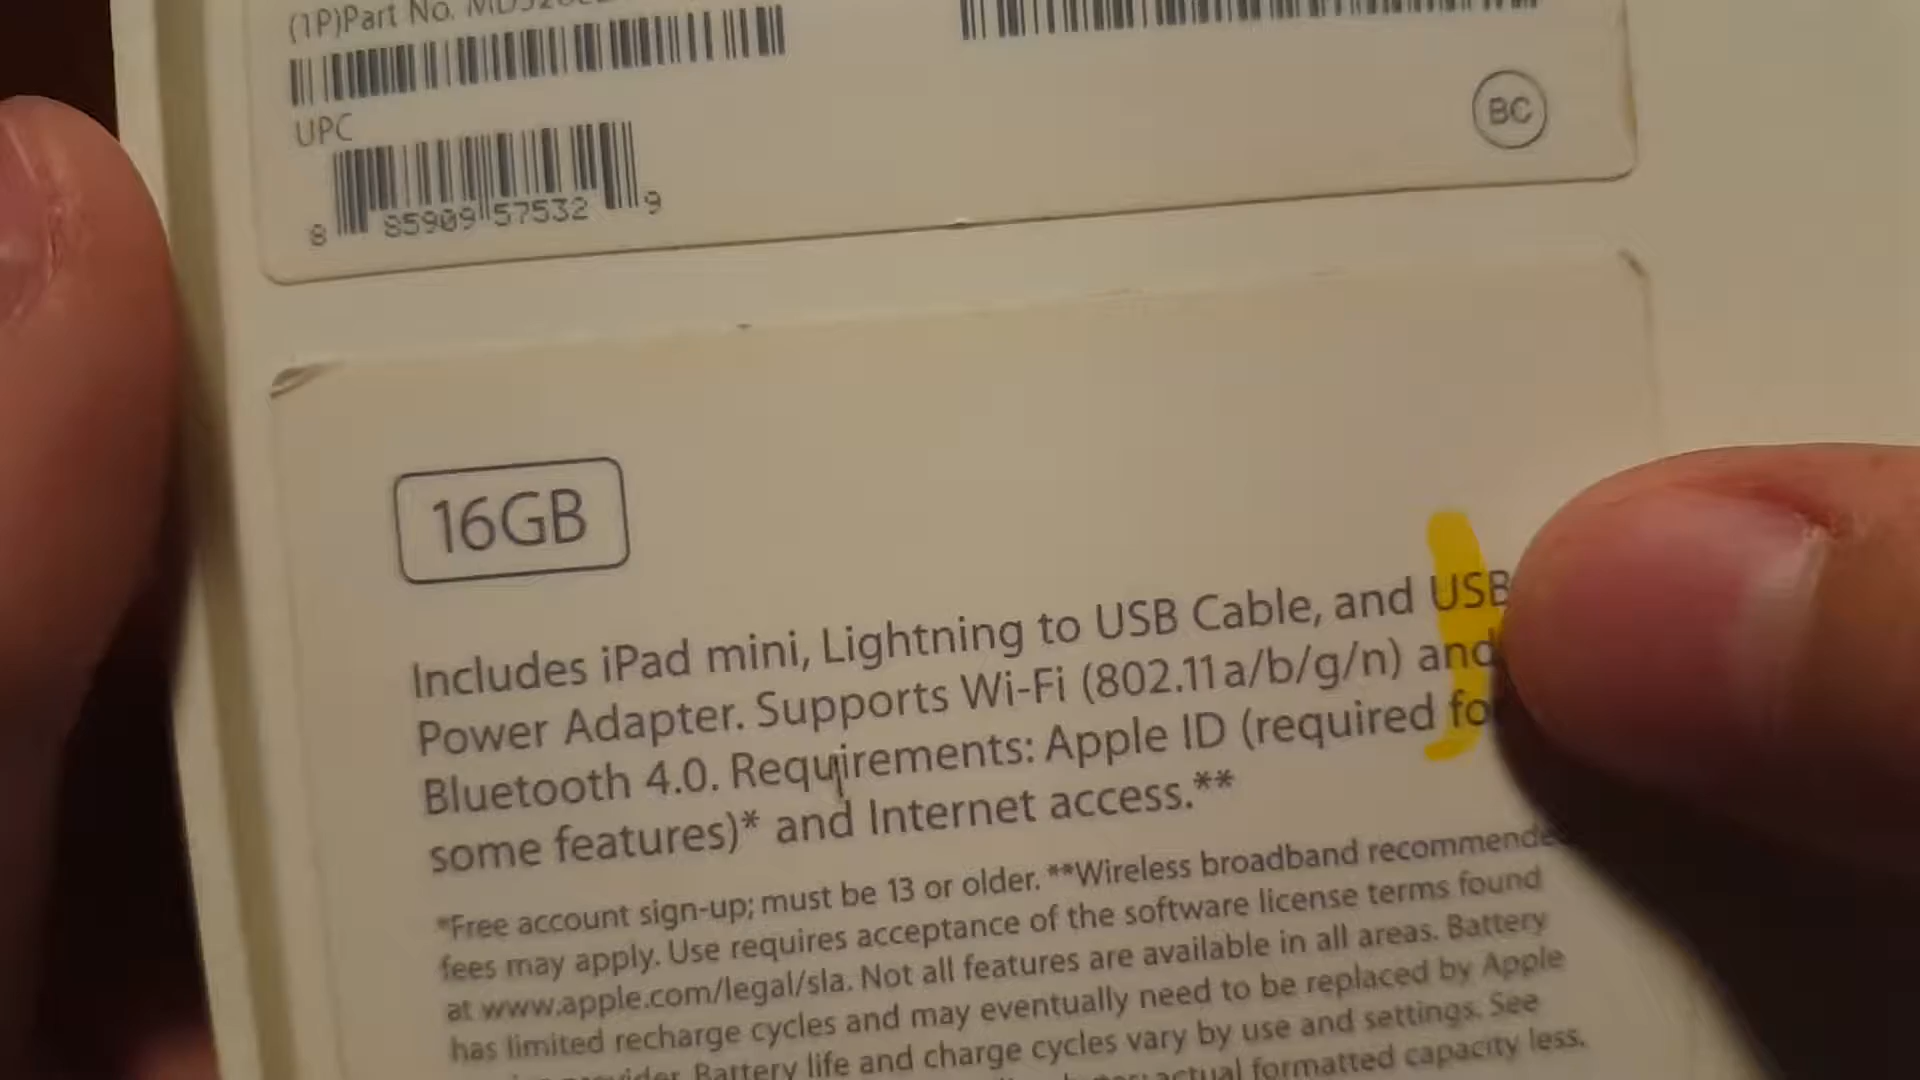 (1P)Part No.
UPC
8 85909 57532 9
BC
16GB
Includes iPad mini, Lightning to USB Cable, and USB
Power Adapter. Supports Wi-Fi (802.11a/b/g/n) and
Bluetooth 4.0. Requirements: Apple ID (required fo
some features)* and Internet access.**
*Free account sign-up; must be 13 or older. **Wireless broadband recommende
fees may apply. Use requires acceptance of the software license terms found
at www.apple.com/legal/sla. Not all features are available in all areas. Battery
has limited recharge cycles and may eventually need to be replaced by Apple
Battery life and charge cycles vary by use and settings. See
actual formatted capacity less.